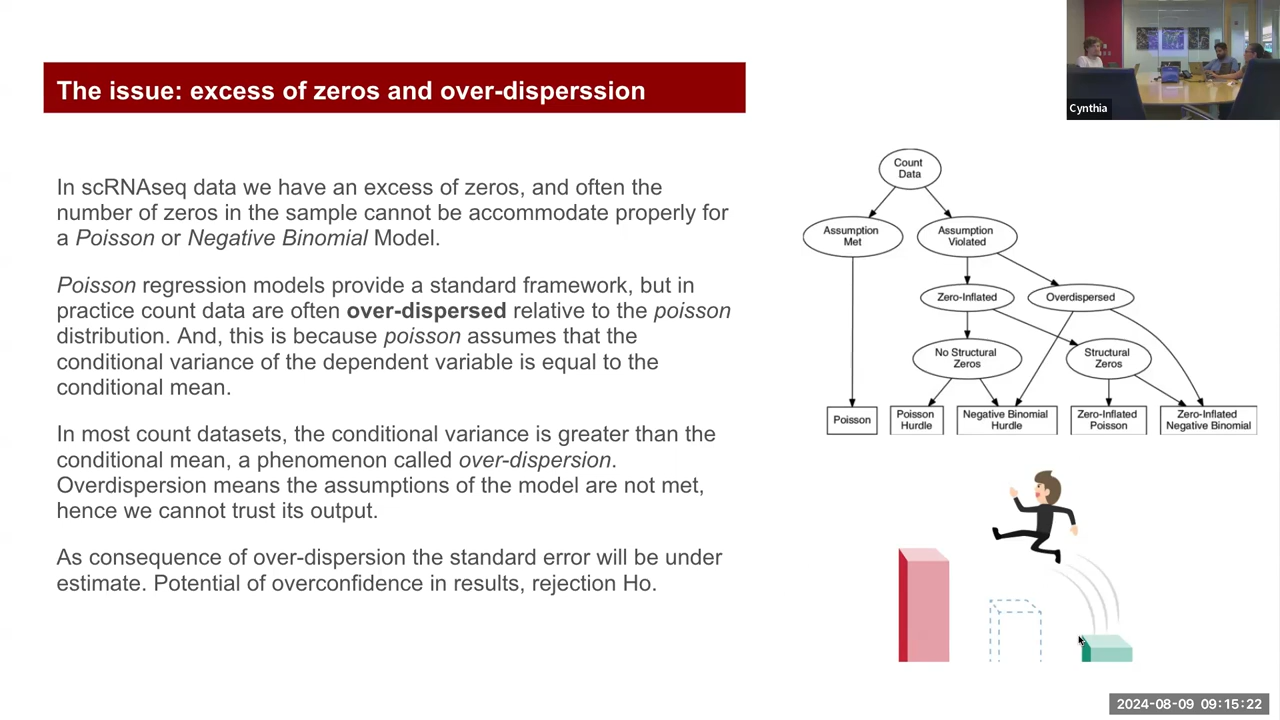 The issue: excess of zeros and over-disperssion
Cynthia
In scRNAseq data we have an excess of zeros, and often the
number of zeros in the sample cannot be accommodate properly for
a Poisson or Negative Binomial Model.
Poisson regression models provide a standard framework, but in
practice count data are often over-dispersed relative to the poisson
distribution. And, this is because poisson assumes that the
conditional variance of the dependent variable is equal to the
conditional mean.
In most count datasets, the conditional variance is greater than the
conditional mean, a phenomenon called over-dispersion.
Overdispersion means the assumptions of the model are not met,
hence we cannot trust its output.
As consequence of over-dispersion the standard error will be under
estimate. Potential of overconfidence in results, rejection Ho.
Count
Data
Assumption
Met
Assumption
Violated
Zero-Inflated
Overdispersed
No Structural
Zeros
Structural
Zeros
Poisson
Poisson
Hurdle
Negative Binomial
Hurdle
Zero-Inflated
Poisson
Zero-Inflated
Negative Binomial
2024-08-09 09:15:22